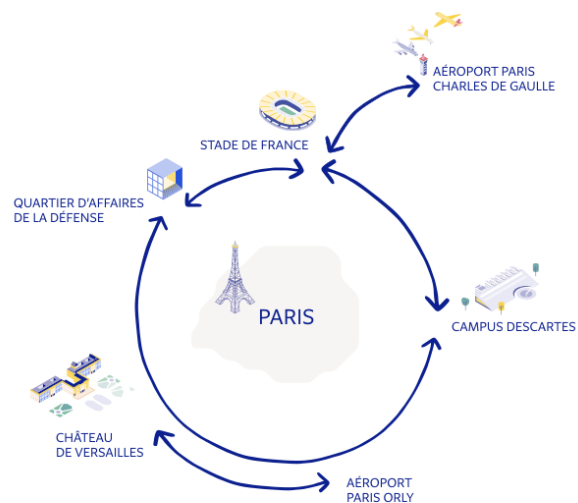 AÉROPORT PARIS
CHARLES DE GAULLE
STADE DE FRANCE
QUARTIER D'AFFAIRES
DE LA DÉFENSE
PARIS
CAMPUS DESCARTES
CHÂTEAU
DE VERSAILLES
AÉROPORT
PARIS ORLY